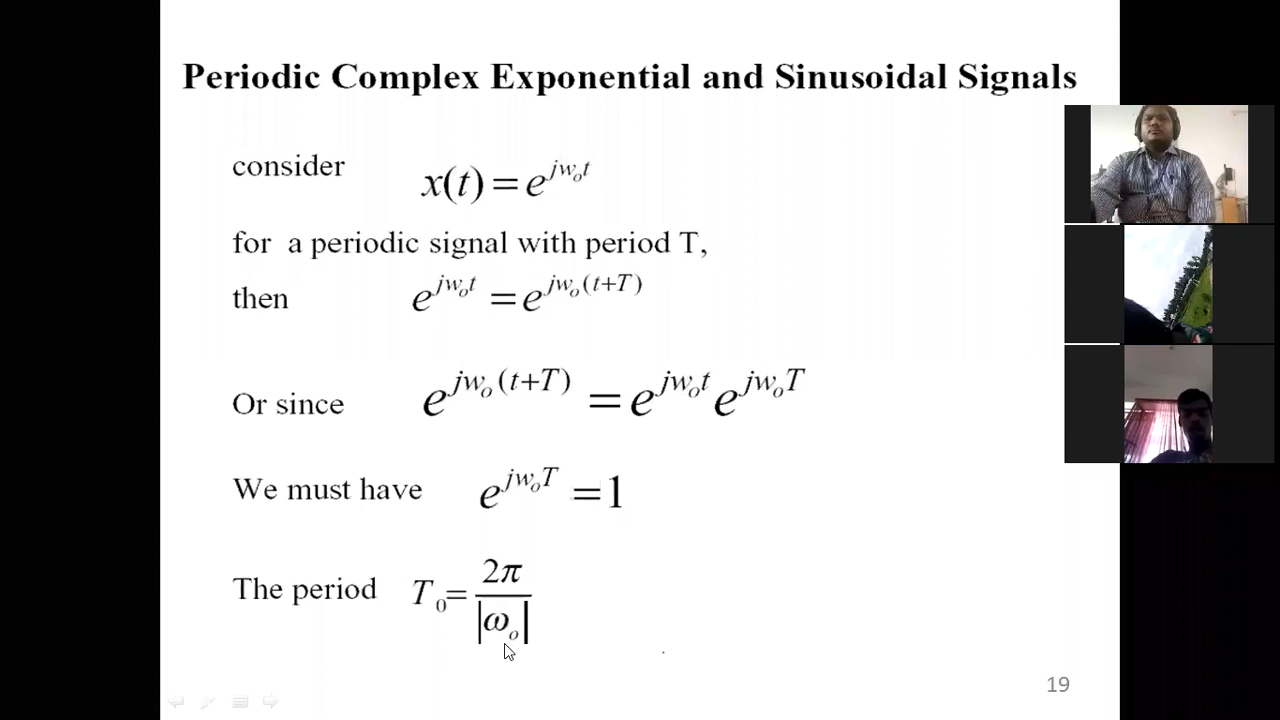 Periodic Complex Exponential and Sinusoidal Signals
consider x(t) = e^{jw_o t}
for a periodic signal with period T,
then e^{jw_o t} = e^{jw_o (t+T)}
Or since e^{jw_o (t+T)} = e^{jw_o t} e^{jw_o T}
We must have e^{jw_o T} = 1
The period T_0 = \frac{2π}{|ω_o|}
19